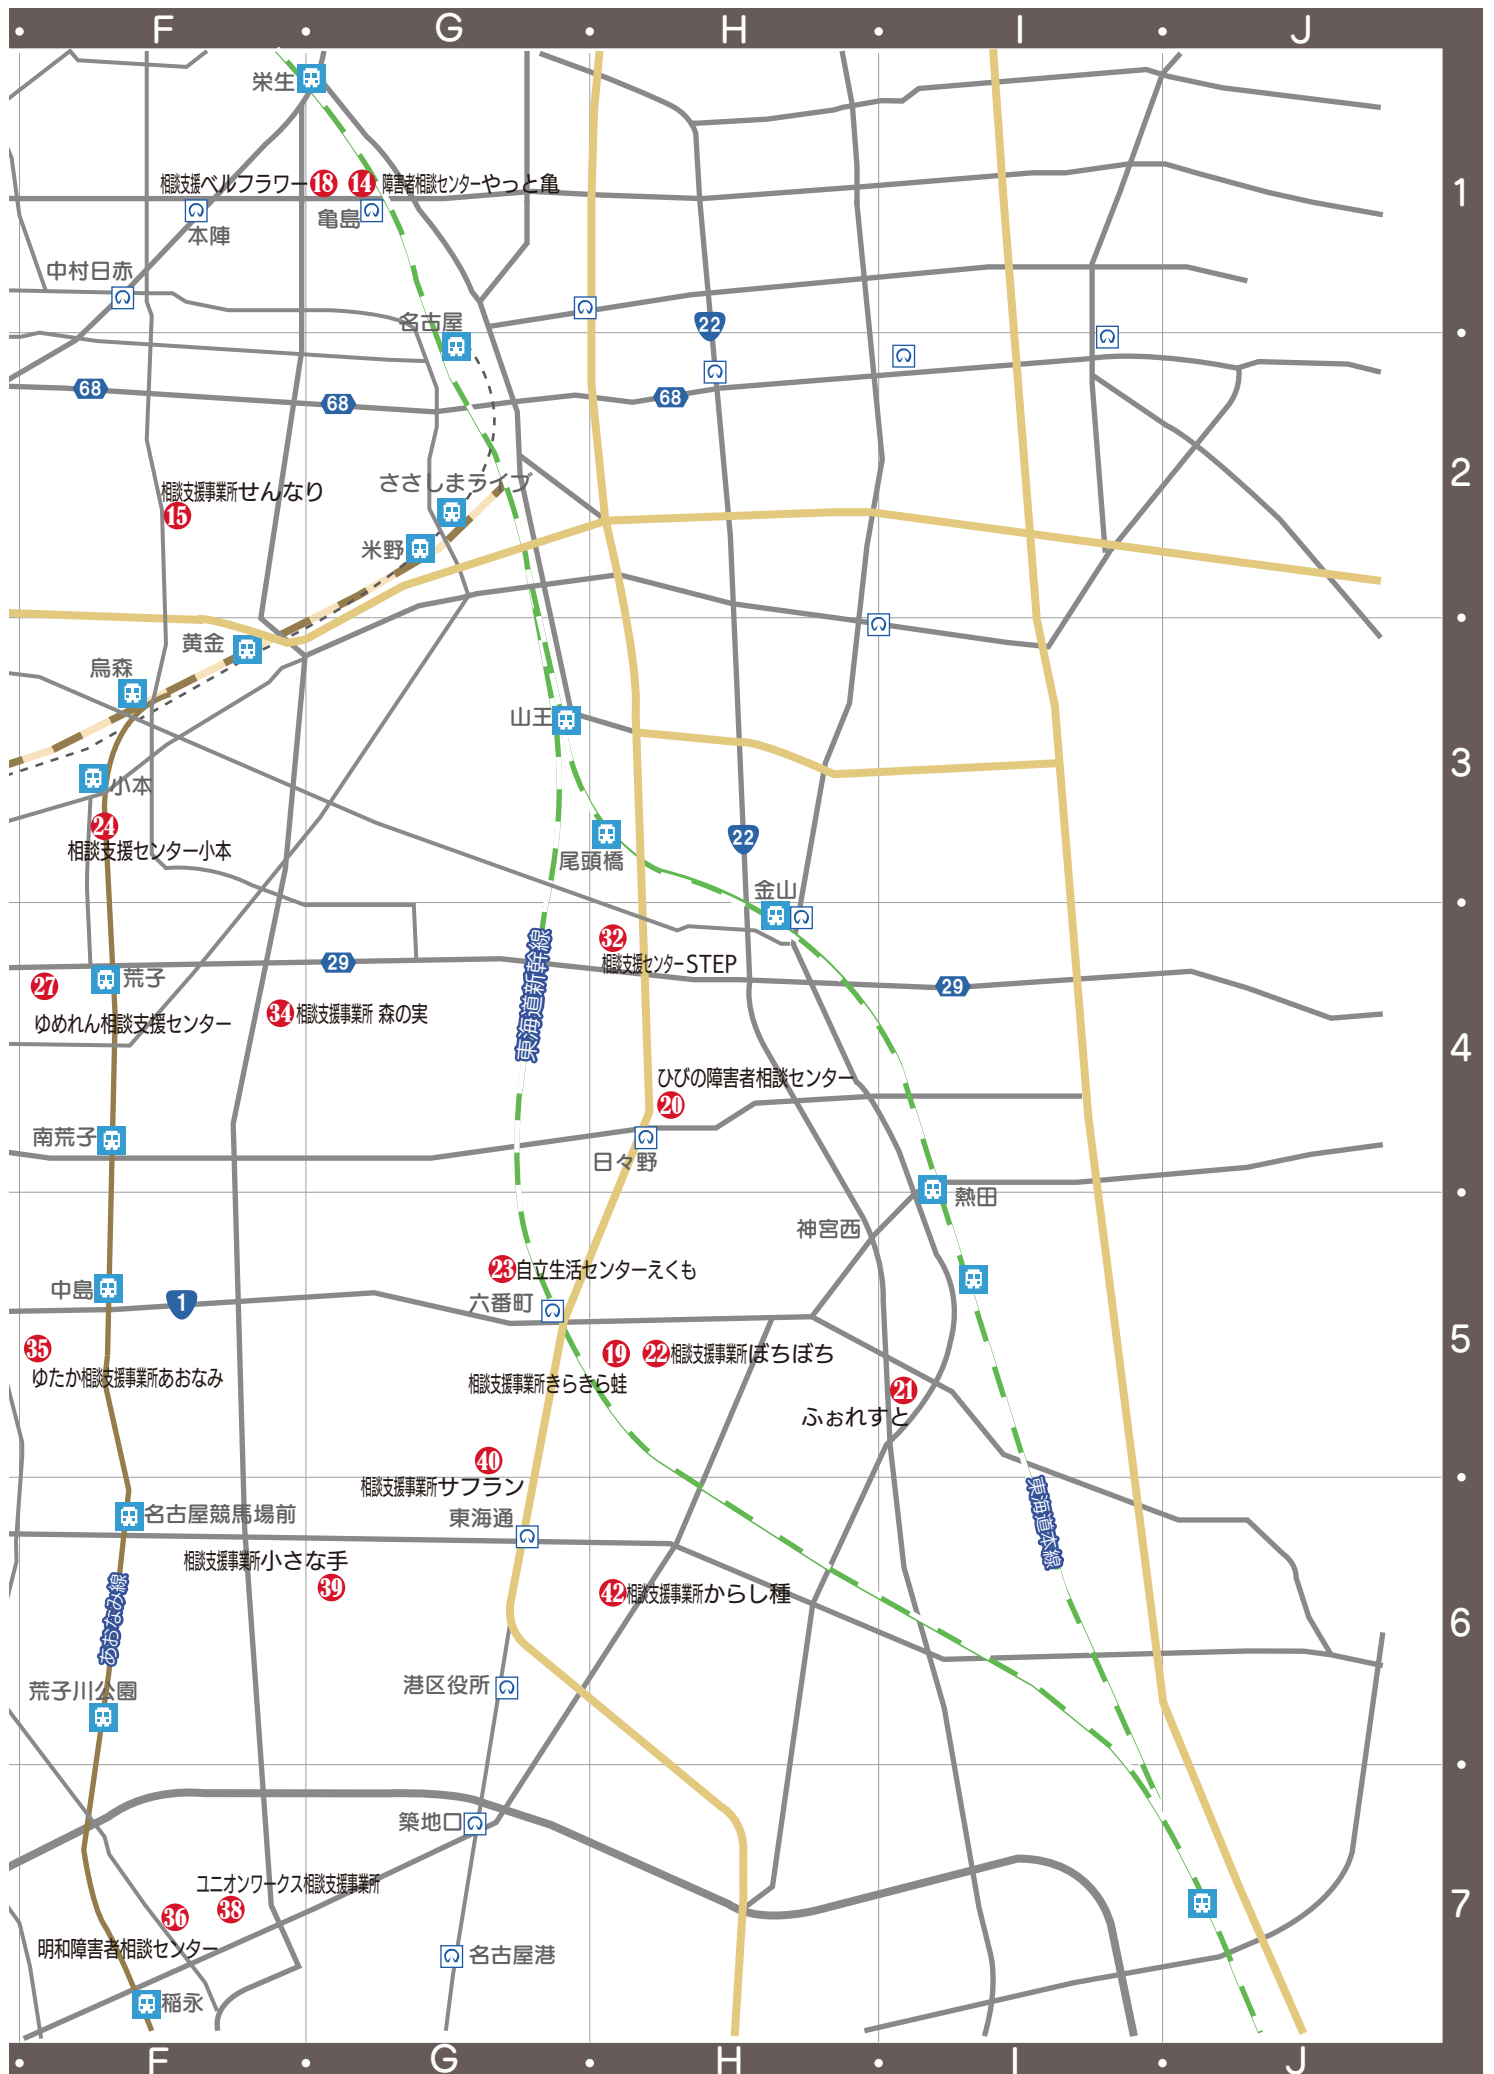 F G H I J
栄生
相談支援ベルフラワー 18
14 障害者相談センターやっと亀
1
本陣
亀島
中村日赤
名古屋
22
68
68
68
2
ささしまライブ
相談支援事業所せんなり
15
米野
黄金
烏森
山王
3
小本
24
22
相談支援センター小本
尾頭橋
金山
32
相談支援センターSTEP
29
荒子
27
29
34 相談支援事業所 森の実
ゆめれん相談支援センター
東海道新幹線
4
ひびの障害者相談センター
20
南荒子
日々野
熱田
神宮西
23 自立生活センターえくも
中島
六番町
1
5
35
19
22 相談支援事業所ぽちぽち
ゆたか相談支援事業所あおなみ
相談支援事業所きらきら蛙
21
ふぉれすと
40
相談支援事業所サフラン
名古屋競馬場前
東海通
東海道本線
相談支援事業所小さな手
39
42 相談支援事業所からし種
6
あおなみ線
荒子川公園
港区役所
築地口
ユニオンワークス相談支援事業所
7
36
38
明和障害者相談センター
名古屋港
稲永
F G H I J